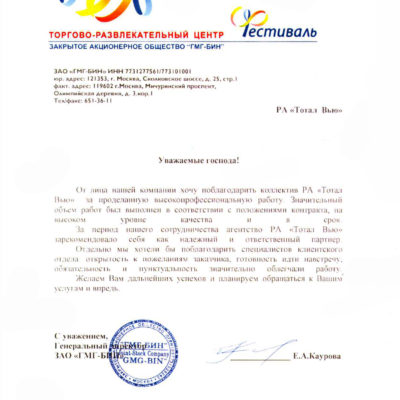 ТОРГОВО-РАЗВЛЕКАТЕЛЬНЫЙ ЦЕНТР
Фестиваль
ЗАКРЫТОЕ АКЦИОНЕРНОЕ ОБЩЕСТВО "ГМГ-БИН"
ЗАО «ГМГ-БИН» ИНН 7731277561/773101001
юр. адрес: 121353, г. Москва, Сколковское шоссе, д. 25, стр.1
факт. адрес: 119602 г.Москва, Мичуринский проспект,
Олимпийская деревня, д. 3.кор.1
Тел/факс: 651-36-11
РА «Тотал Вью»
Уважаемые господа!
От лица нашей компании хочу поблагодарить коллектив РА «Тотал
Вью» за проделанную высокопрофессиональную работу. Значительный
объем работ был выполнен в соответствии с положениями контракта, на
высоком уровне качества и в срок
За период нашего сотрудничества агентство РА «Тотал Вью»
зарекомендовало себя как надежный и ответственный партнер.
Отдельно мы хотели бы поблагодарить специалистов клиентского
отдела открытость к пожеланиям заказчика, готовность идти навстречу,
обязательность и пунктуальность значительно облегчали работу.
Желаем Вам дальнейших успехов и планируем обращаться к Вашим
услугам и впредь.
С уважением,
Генеральный директор
ЗАО «ГМГ-БИН»
"ГМГ-БИН"
Joint-Stock Company
GMG-BIN
Е.А.Каурова